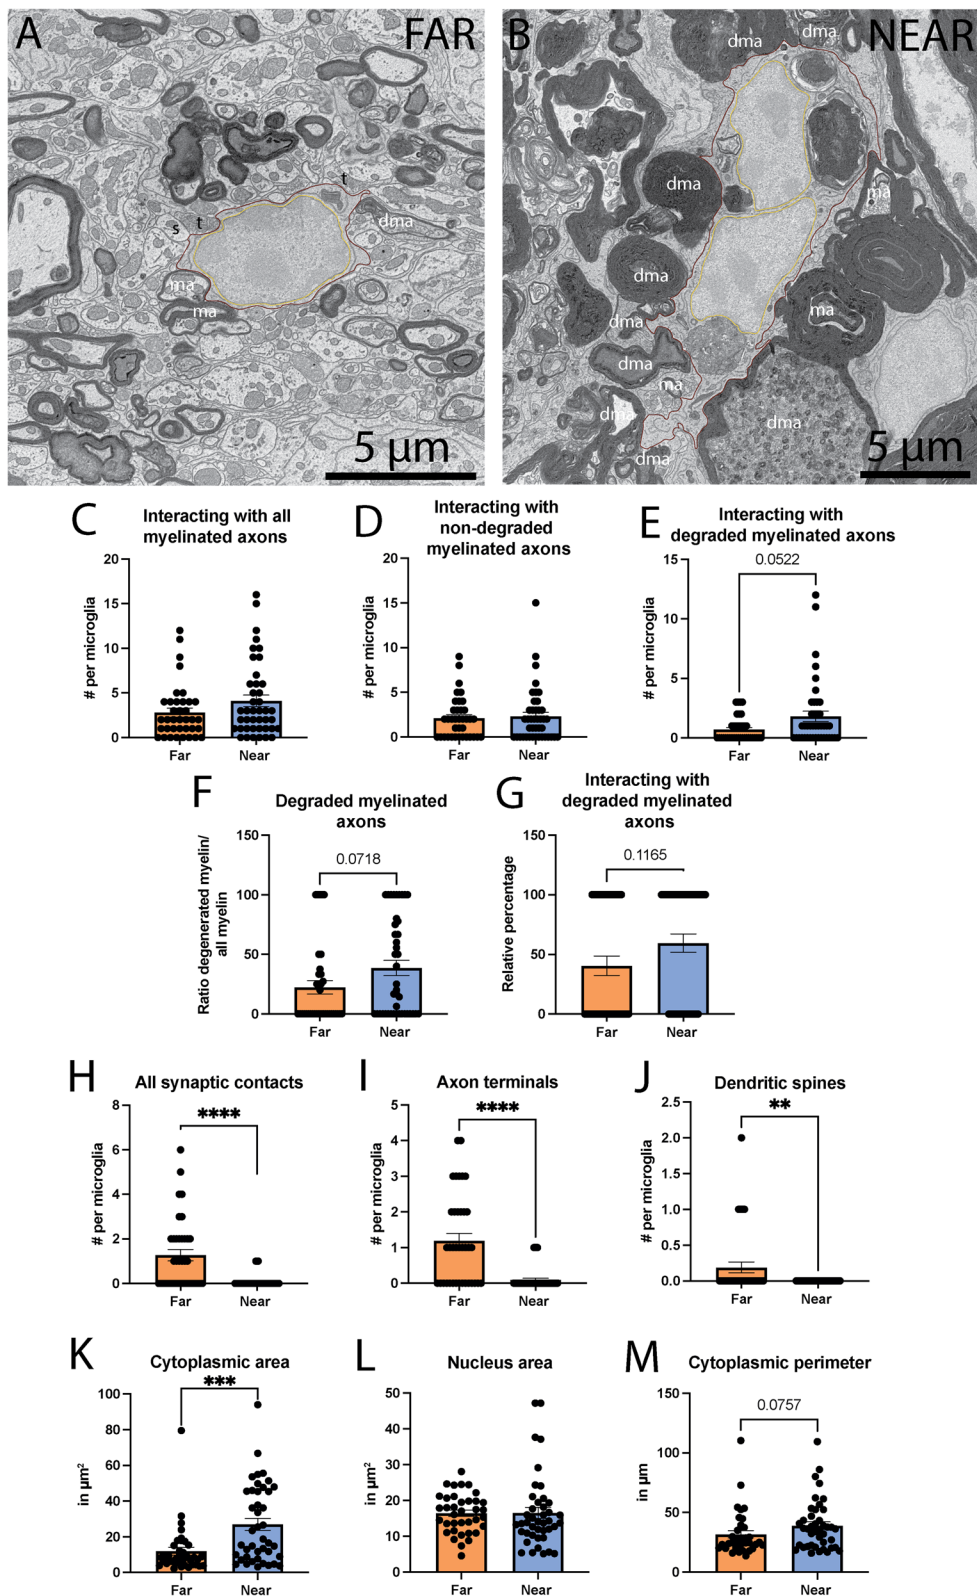 A
FAR
t
t
s
dma
ma
ma
5 µm
B
NEAR
dma
dma
dma
ma
dma
ma
dma
dma
ma
dma
dma
dma
5 µm
C
Interacting with all
myelinated axons
# per microglia
20
15
10
5
0
Far
Near
D
Interacting with
non-degraded
myelinated axons
# per microglia
20
15
10
5
0
Far
Near
E
Interacting with
degraded myelinated axons
# per microglia
15
10
5
0
0.0522
Far
Near
F
Degraded myelinated
axons
Ratio degenerated myelin/
all myelin
150
100
50
0
0.0718
Far
Near
G
Interacting with
degraded myelinated
axons
Relative percentage
150
100
50
0
0.1165
Far
Near
H
All synaptic contacts
# per microglia
8
6
4
2
0
****
Far
Near
I
Axon terminals
# per microglia
5
4
3
2
1
0
****
Far
Near
J
Dendritic spines
# per microglia
2.5
2.0
1.5
1.0
0.5
0.0
**
Far
Near
K
Cytoplasmic area
in µm²
100
80
60
40
20
0
***
Far
Near
L
Nucleus area
in µm²
50
40
30
20
10
0
Far
Near
M
Cytoplasmic perimeter
in µm
150
100
50
0
0.0757
Far
Near